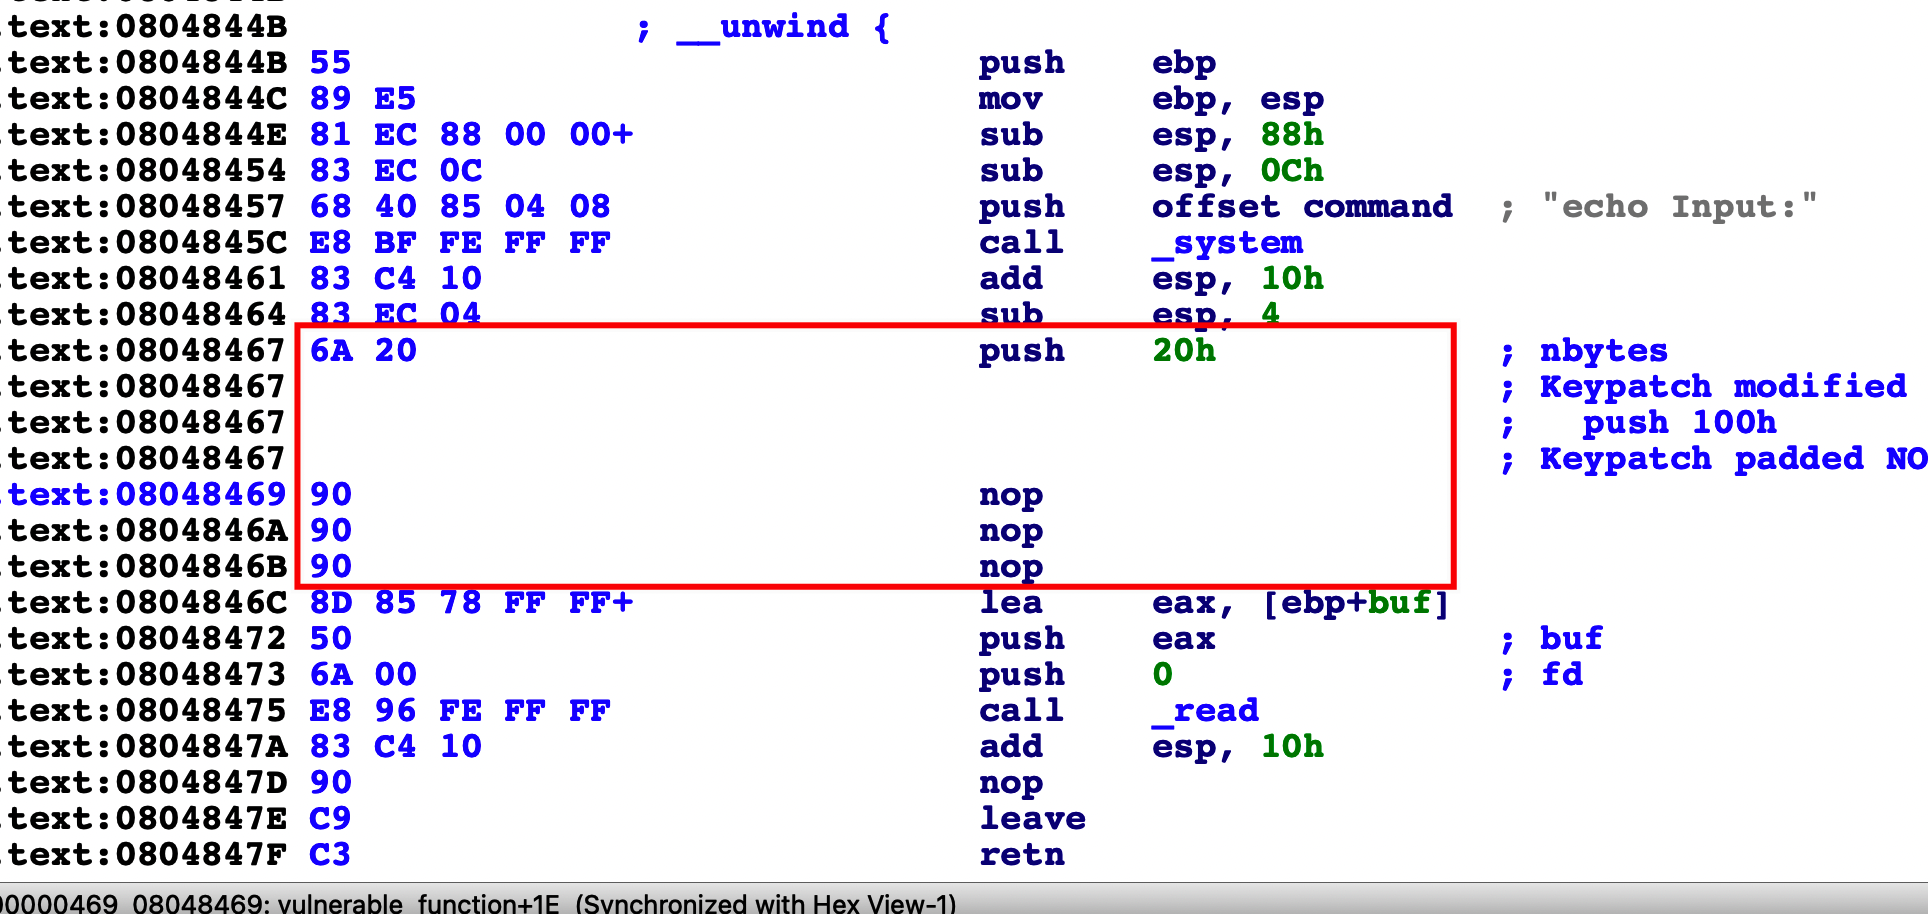 .text:0804844B ; __unwind {
.text:0804844B 55 push ebp
.text:0804844C 89 E5 mov ebp, esp
.text:0804844E 81 EC 88 00 00+ sub esp, 88h
.text:08048454 83 EC 0C sub esp, 0Ch
.text:08048457 68 40 85 04 08 push offset command ; "echo Input:"
.text:0804845C E8 BF FE FF FF call _system
.text:08048461 83 C4 10 add esp, 10h
.text:08048464 83 EC 04 sub esp, 4
.text:08048467 6A 20 push 20h ; nbytes
.text:08048467 ; Keypatch modified
.text:08048467 ; push 100h
.text:08048467 ; Keypatch padded NO
.text:08048469 90 nop
.text:0804846A 90 nop
.text:0804846B 90 nop
.text:0804846C 8D 85 78 FF FF+ lea eax, [ebp+buf]
.text:08048472 50 push eax ; buf
.text:08048473 6A 00 push 0 ; fd
.text:08048475 E8 96 FE FF FF call _read
.text:0804847A 83 C4 10 add esp, 10h
.text:0804847D 90 nop
.text:0804847E C9 leave
.text:0804847F C3 retn
00000469 08048469: vulnerable_function+1E (Synchronized with Hex View-1)